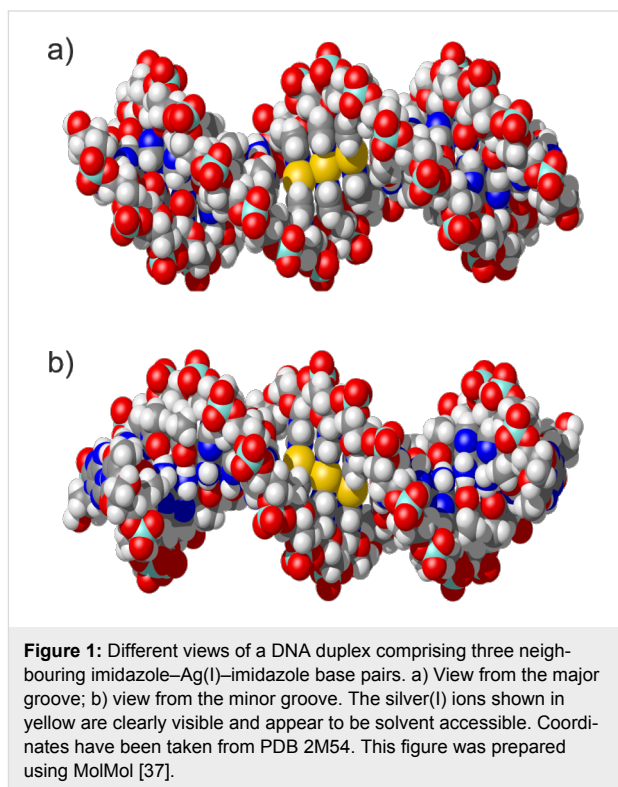 a)
b)
Figure 1: Different views of a DNA duplex comprising three neigh-
bouring imidazole–Ag(I)–imidazole base pairs. a) View from the major
groove; b) view from the minor groove. The silver(I) ions shown in
yellow are clearly visible and appear to be solvent accessible. Coordi-
nates have been taken from PDB 2M54. This figure was prepared
using MolMol [37].